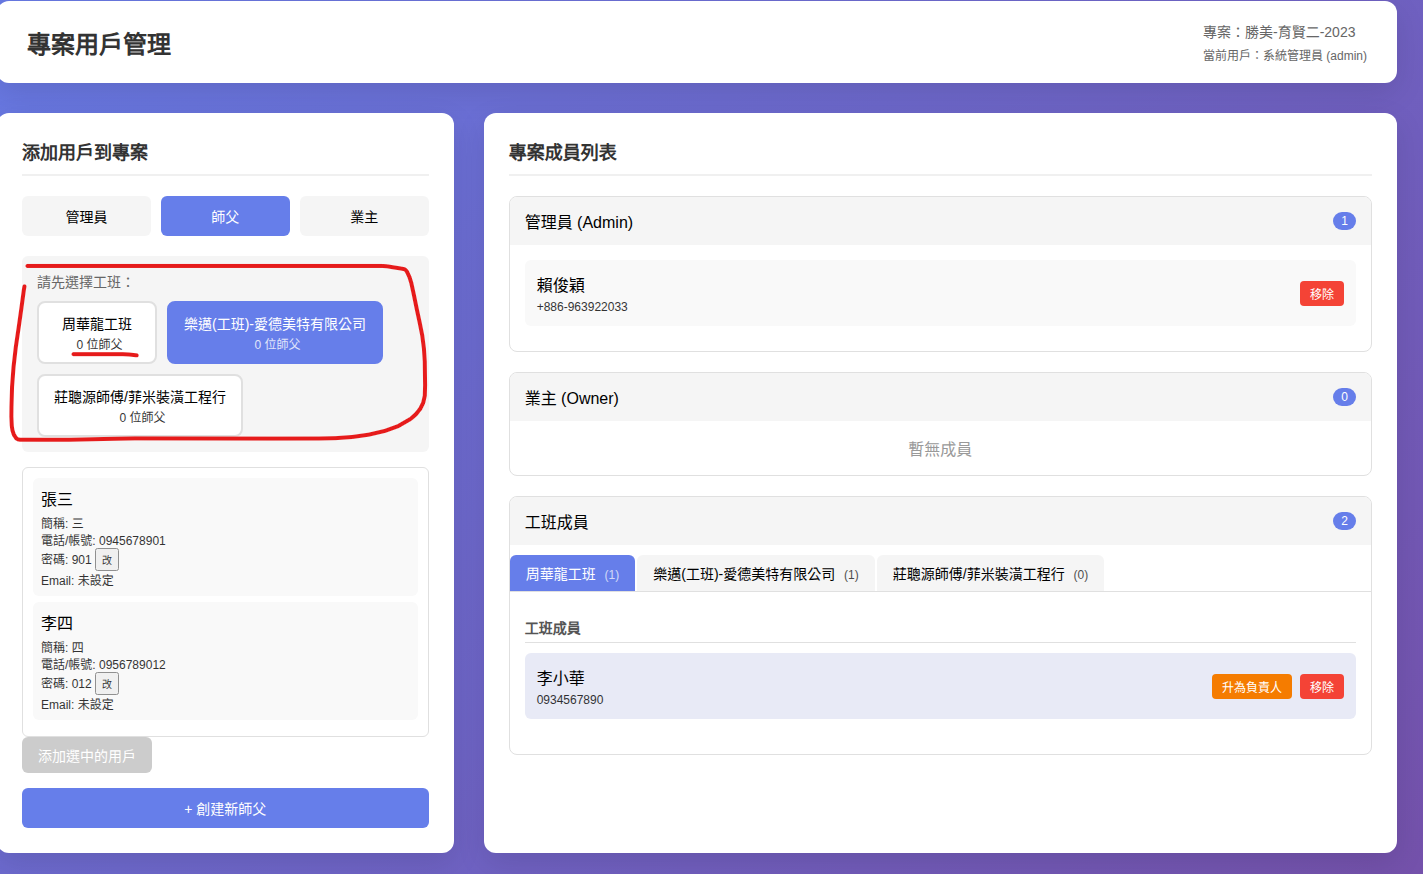 專案用戶管理
專案：勝美-育賢二-2023
當前用戶：系統管理員 (admin)
添加用戶到專案
管理員
師父
業主
請先選擇工班：
周華龍工班
0 位師父
樂邁(工班)-愛德美特有限公司
0 位師父
莊聰源師傅/菲米裝潢工程行
0 位師父
張三
簡稱: 三
電話/帳號: 0945678901
密碼: 901 改
Email: 未設定
李四
簡稱: 四
電話/帳號: 0956789012
密碼: 012 改
Email: 未設定
添加選中的用戶
+ 創建新師父
專案成員列表
管理員 (Admin) 1
賴俊穎
+886-963922033
移除
業主 (Owner) 0
暫無成員
工班成員 2
周華龍工班 (1) 樂邁(工班)-愛德美特有限公司 (1) 莊聰源師傅/菲米裝潢工程行 (0)
工班成員
李小華
0934567890
升為負責人 移除